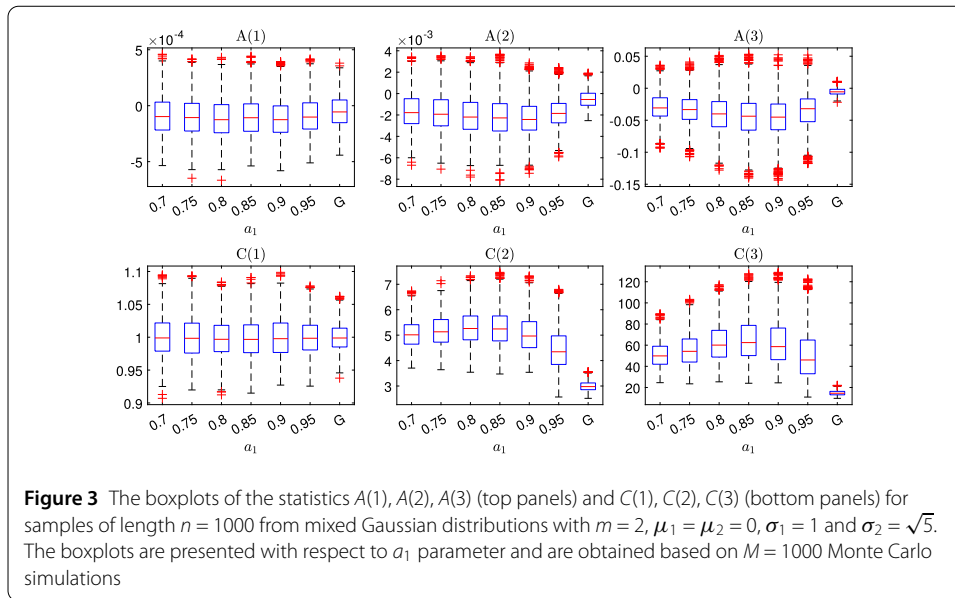 ×10⁻⁴ A(1)
5
0
-5
0.7 0.75 0.8 0.85 0.9 0.95 G
a₁
×10⁻³ A(2)
4
2
0
-2
-4
-6
-8
0.7 0.75 0.8 0.85 0.9 0.95 G
a₁
A(3)
0.05
0
-0.05
-0.1
-0.15
0.7 0.75 0.8 0.85 0.9 0.95 G
a₁
C(1)
1.1
1.05
1
0.95
0.9
0.7 0.75 0.8 0.85 0.9 0.95 G
a₁
C(2)
7
6
5
4
3
0.7 0.75 0.8 0.85 0.9 0.95 G
a₁
C(3)
120
100
80
60
40
20
0.7 0.75 0.8 0.85 0.9 0.95 G
a₁
Figure 3 The boxplots of the statistics A(1), A(2), A(3) (top panels) and C(1), C(2), C(3) (bottom panels) for
samples of length n = 1000 from mixed Gaussian distributions with m = 2, μ₁ = μ₂ = 0, σ₁ = 1 and σ₂ = √5.
The boxplots are presented with respect to a₁ parameter and are obtained based on M = 1000 Monte Carlo
simulations